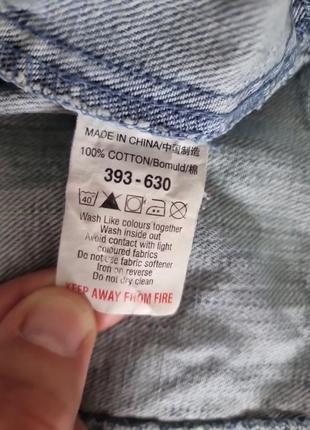 MADE IN CHINA/中国制造
100% COTTON/Bomuld/棉
393-630
40
Wash Like colours together
Wash inside out
Avoid contact with light
coloured fabrics
Do not use fabric softener
Iron on reverse
Do not dry clean
KEEP AWAY FROM FIRE